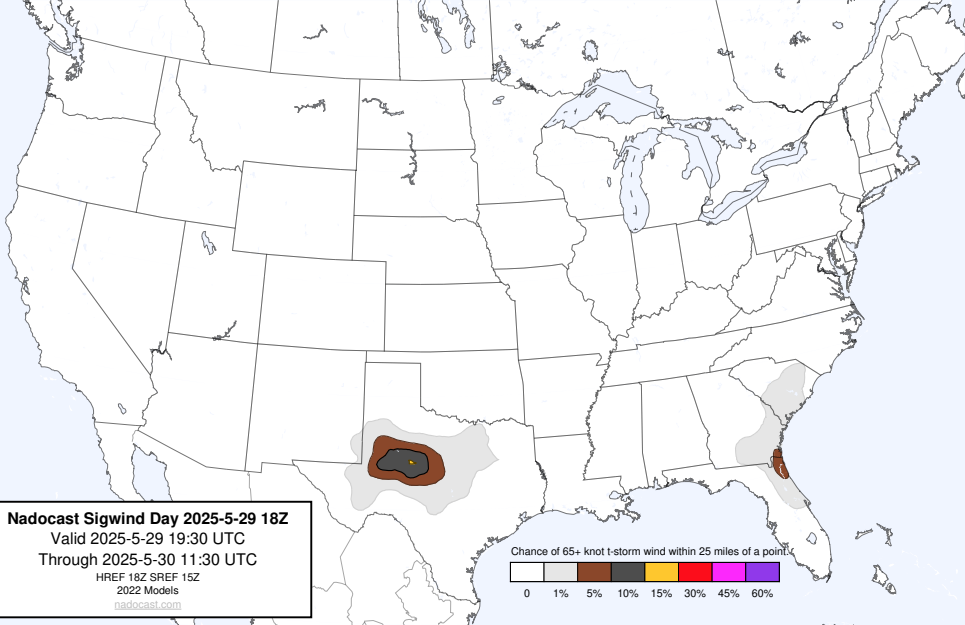 Nadocast Sigwind Day 2025-5-29 18Z
Valid 2025-5-29 19:30 UTC
Through 2025-5-30 11:30 UTC
HREF 18Z SREF 15Z
2022 Models
nadocast.com
Chance of 65+ knot t-storm wind within 25 miles of a point.
0 1% 5% 10% 15% 30% 45% 60%